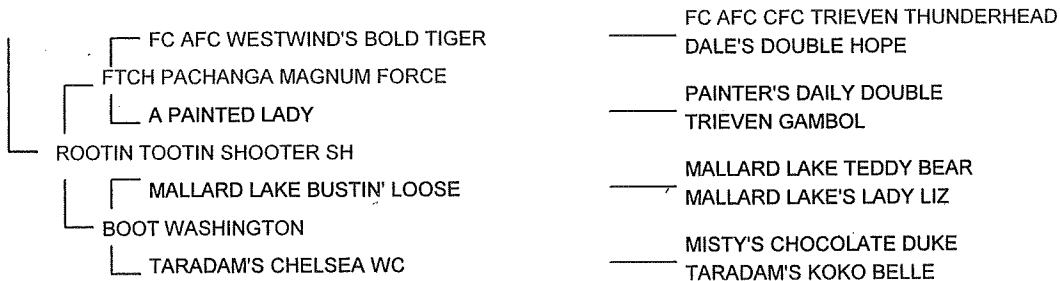 FC AFC CFC TRIEVEN THUNDERHEAD
FC AFC WESTWIND'S BOLD TIGER
DALE'S DOUBLE HOPE
FTCH PACHANGA MAGNUM FORCE
PAINTER'S DAILY DOUBLE
A PAINTED LADY
TRIEVEN GAMBOL
ROOTIN TOOTIN SHOOTER SH
MALLARD LAKE TEDDY BEAR
MALLARD LAKE BUSTIN' LOOSE
MALLARD LAKE'S LADY LIZ
BOOT WASHINGTON
MISTY'S CHOCOLATE DUKE
TARADAM'S CHELSEA WC
TARADAM'S KOKO BELLE